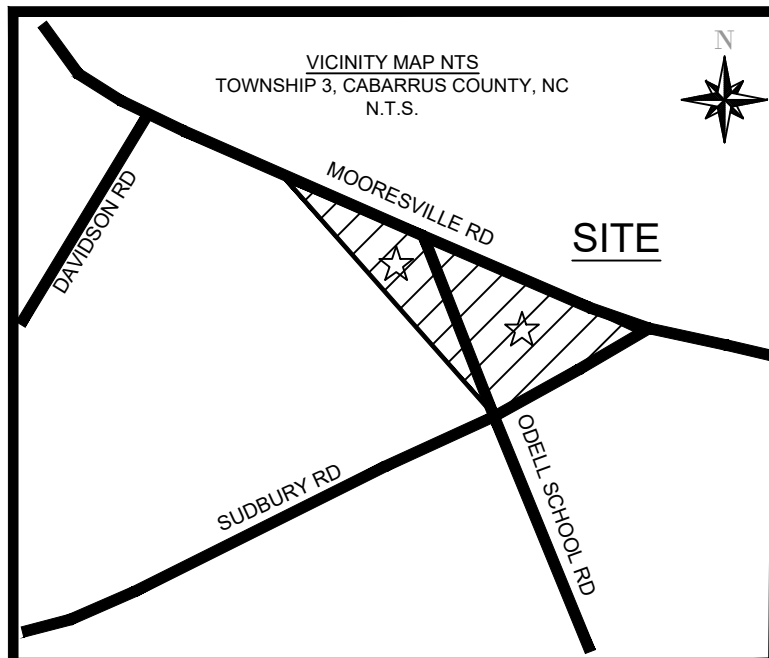 VICINITY MAP NTS
TOWNSHIP 3, CABARRUS COUNTY, NC
N.T.S.
N
DAVIDSON RD
MOORESVILLE RD
SITE
SUDBURY RD
ODELL SCHOOL RD